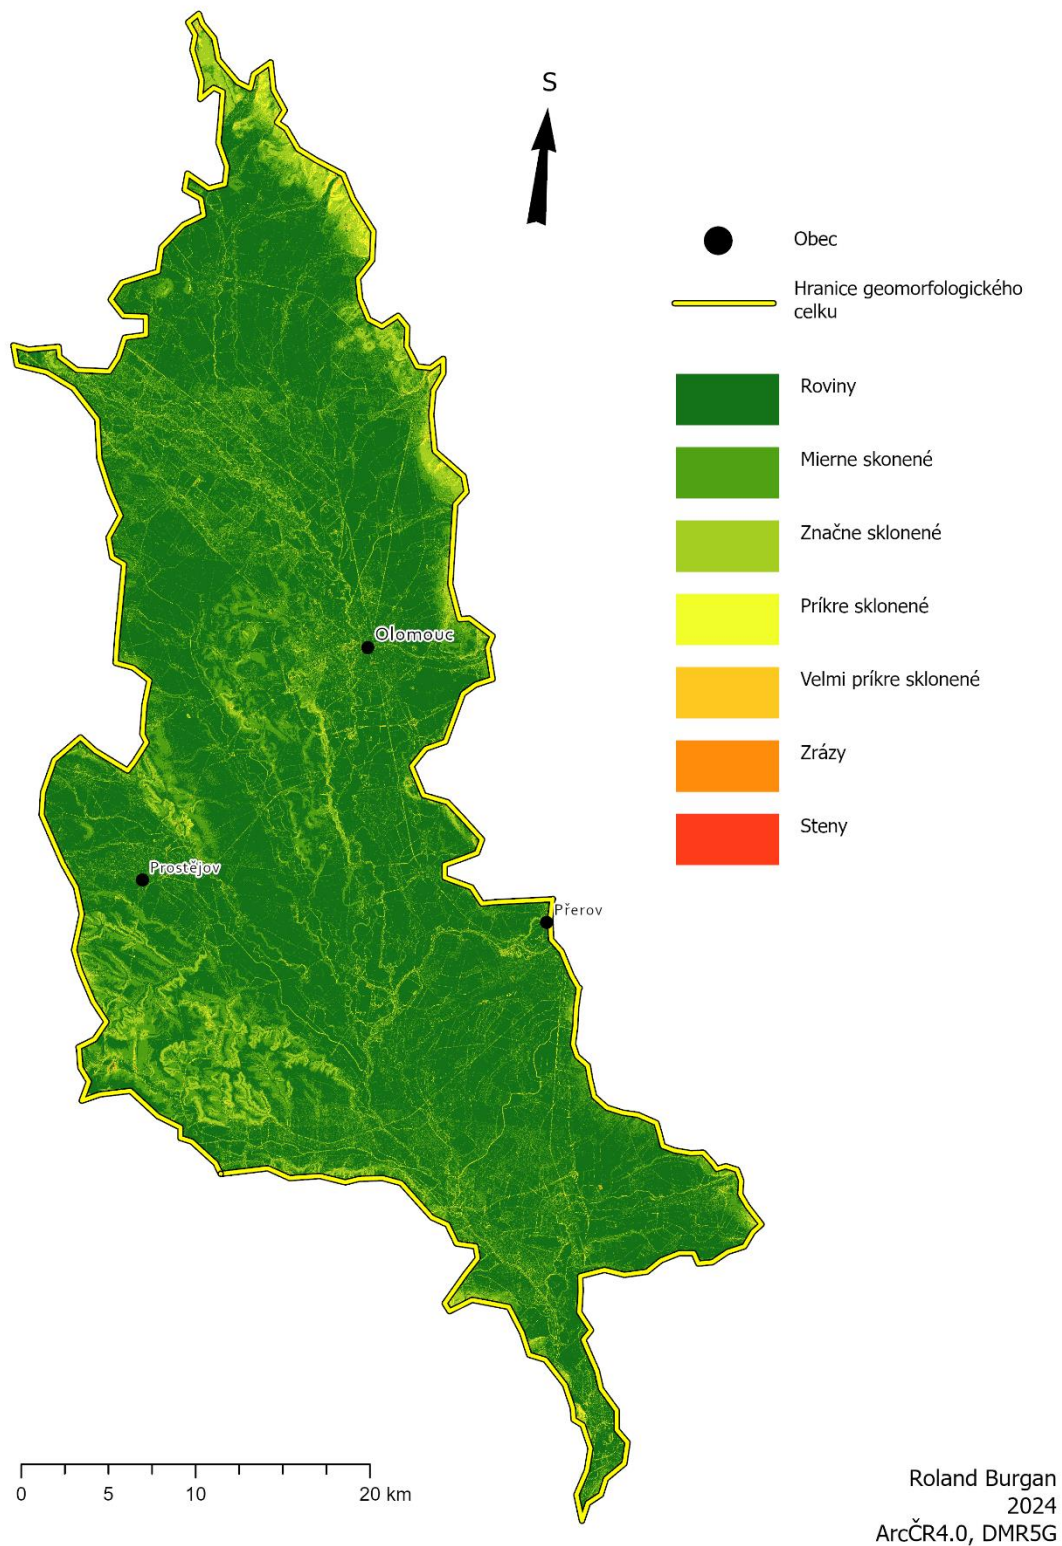 S
Obec
Hranice geomorfologického
celku
Roviny
Mierne skonené
Značne sklonené
Príkre sklonené
Velmi príkre sklonené
Zrázy
Steny
Olomouc
Prostějov
Přerov
0 5 10 20 km
Roland Burgan
2024
ArcČR4.0, DMR5G